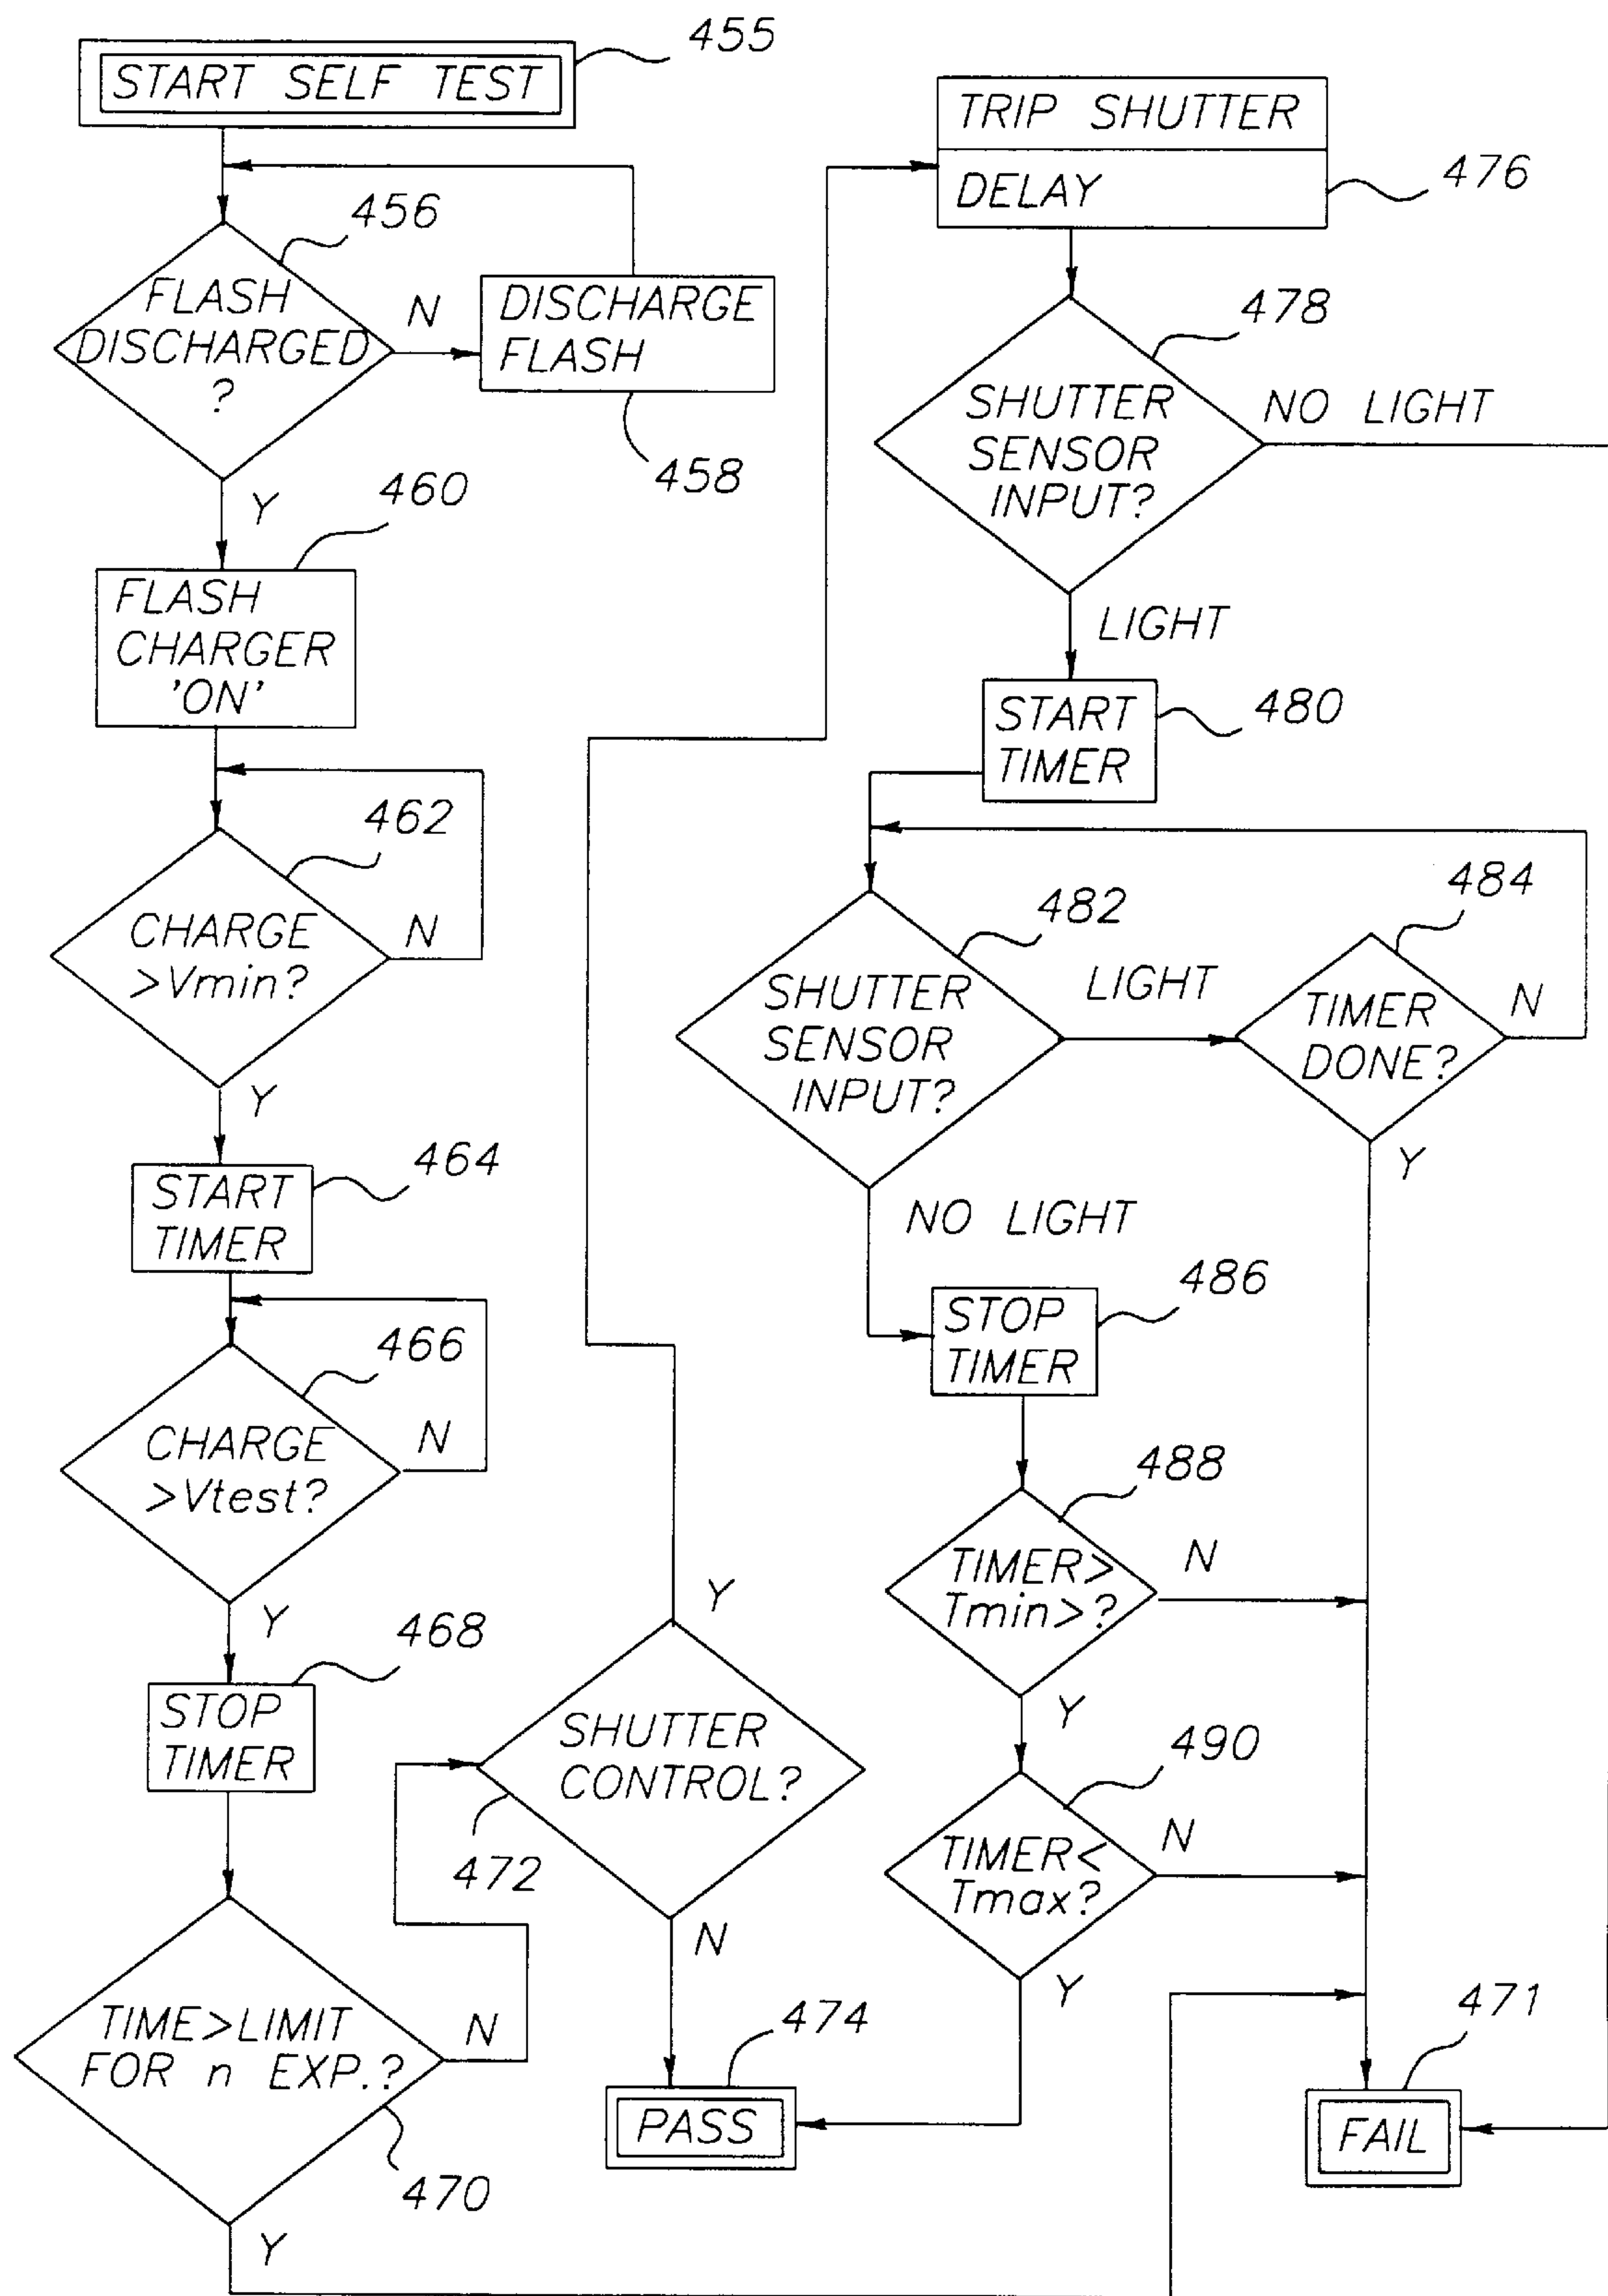 START SELF TEST
455
456
FLASH
DISCHARGED
?
N
DISCHARGE
FLASH
458
Y
460
FLASH
CHARGER
'ON'
462
CHARGE
>Vmin?
N
Y
464
START
TIMER
466
CHARGE
>Vtest?
N
Y
468
STOP
TIMER
TIME>LIMIT
FOR n EXP.?
N
470
Y
Y
SHUTTER
CONTROL?
472
N
474
PASS
TRIP SHUTTER
DELAY
476
478
SHUTTER
SENSOR
INPUT?
NO LIGHT
LIGHT
START
TIMER
480
482
SHUTTER
SENSOR
INPUT?
LIGHT
484
TIMER
DONE?
N
Y
NO LIGHT
486
STOP
TIMER
488
TIMER>
Tmin>?
N
Y
490
TIMER<
Tmax?
N
Y
471
FAIL